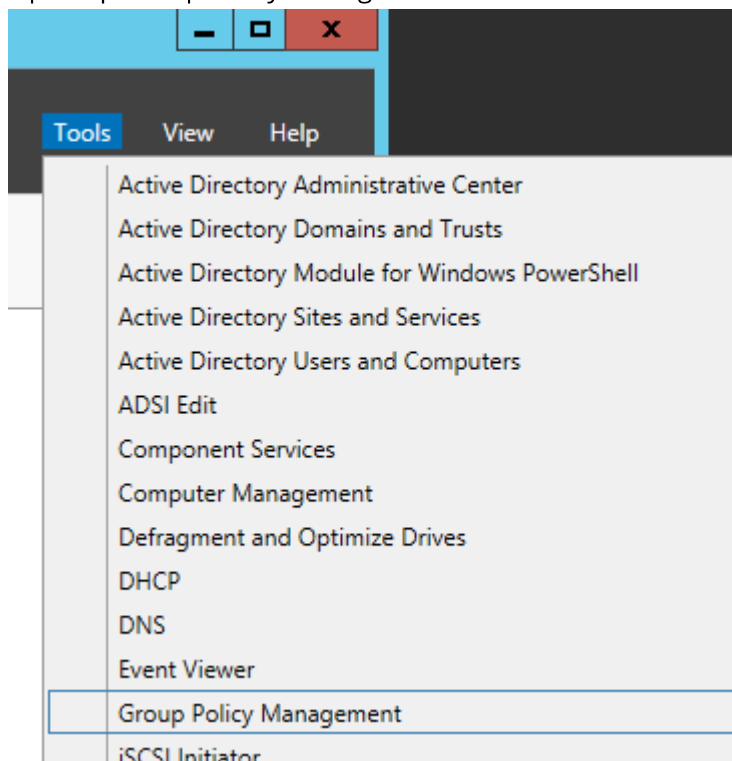 Tools View Help
Active Directory Administrative Center
Active Directory Domains and Trusts
Active Directory Module for Windows PowerShell
Active Directory Sites and Services
Active Directory Users and Computers
ADSI Edit
Component Services
Computer Management
Defragment and Optimize Drives
DHCP
DNS
Event Viewer
Group Policy Management
iSCSI Initiator